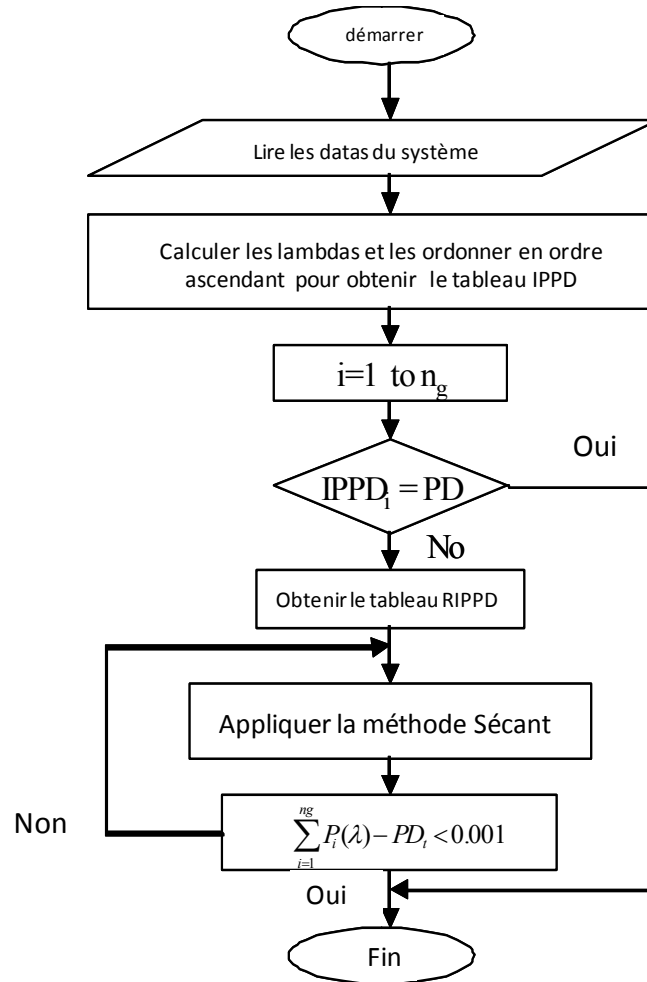 démarrer
Lire les datas du système
Calculer les lambdas et les ordonner en ordre
ascendant pour obtenir le tableau IPPD
i=1 to n_g
Oui
IPPD_i = PD
No
Obtenir le tableau RIPPD
Appliquer la méthode Sécant
Non
\sum_{i=1}^{ng} P_i(λ) − PD_t < 0.001
Oui
Fin